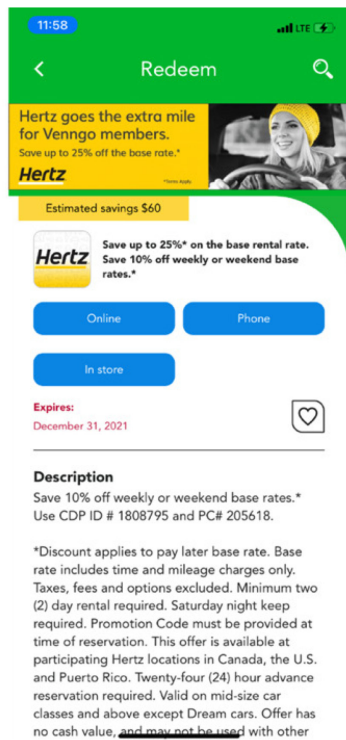 11:58
LTE
Redeem
Hertz goes the extra mile
for Venngo members.
Save up to 25% off the base rate.*
Hertz
*Terms Apply.
Estimated savings $60
Hertz
Save up to 25%* on the base rental rate.
Save 10% off weekly or weekend base
rates.*
Online
Phone
In store
Expires:
December 31, 2021
Description
Save 10% off weekly or weekend base rates.*
Use CDP ID # 1808795 and PC# 205618.
*Discount applies to pay later base rate. Base
rate includes time and mileage charges only.
Taxes, fees and options excluded. Minimum two
(2) day rental required. Saturday night keep
required. Promotion Code must be provided at
time of reservation. This offer is available at
participating Hertz locations in Canada, the U.S.
and Puerto Rico. Twenty-four (24) hour advance
reservation required. Valid on mid-size car
classes and above except Dream cars. Offer has
no cash value, and may not be used with other